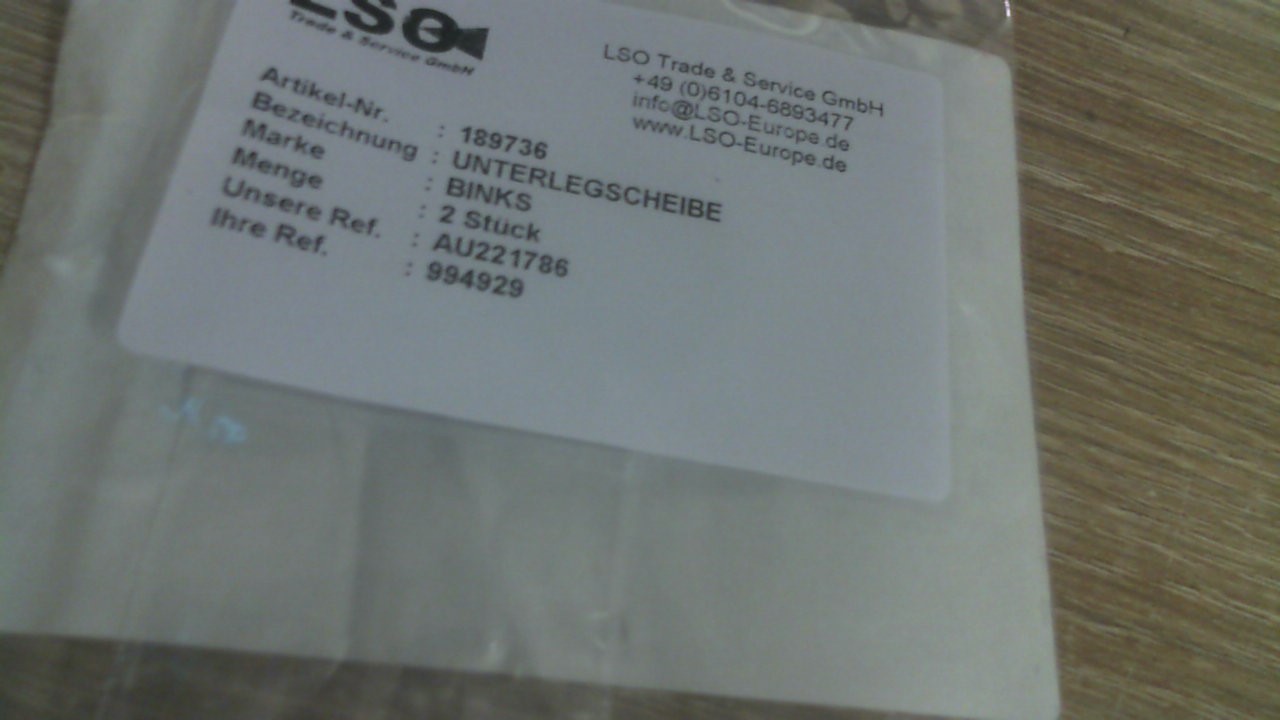 LSO
Trade & Service GmbH
LSO Trade & Service GmbH
+49 (0)6104-6893477
info@LSO-Europe.de
www.LSO-Europe.de
Artikel-Nr. : 189736
Bezeichnung : UNTERLEGSCHEIBE
Marke : BINKS
Menge : 2 Stück
Unsere Ref. : AU221786
Ihre Ref. : 994929